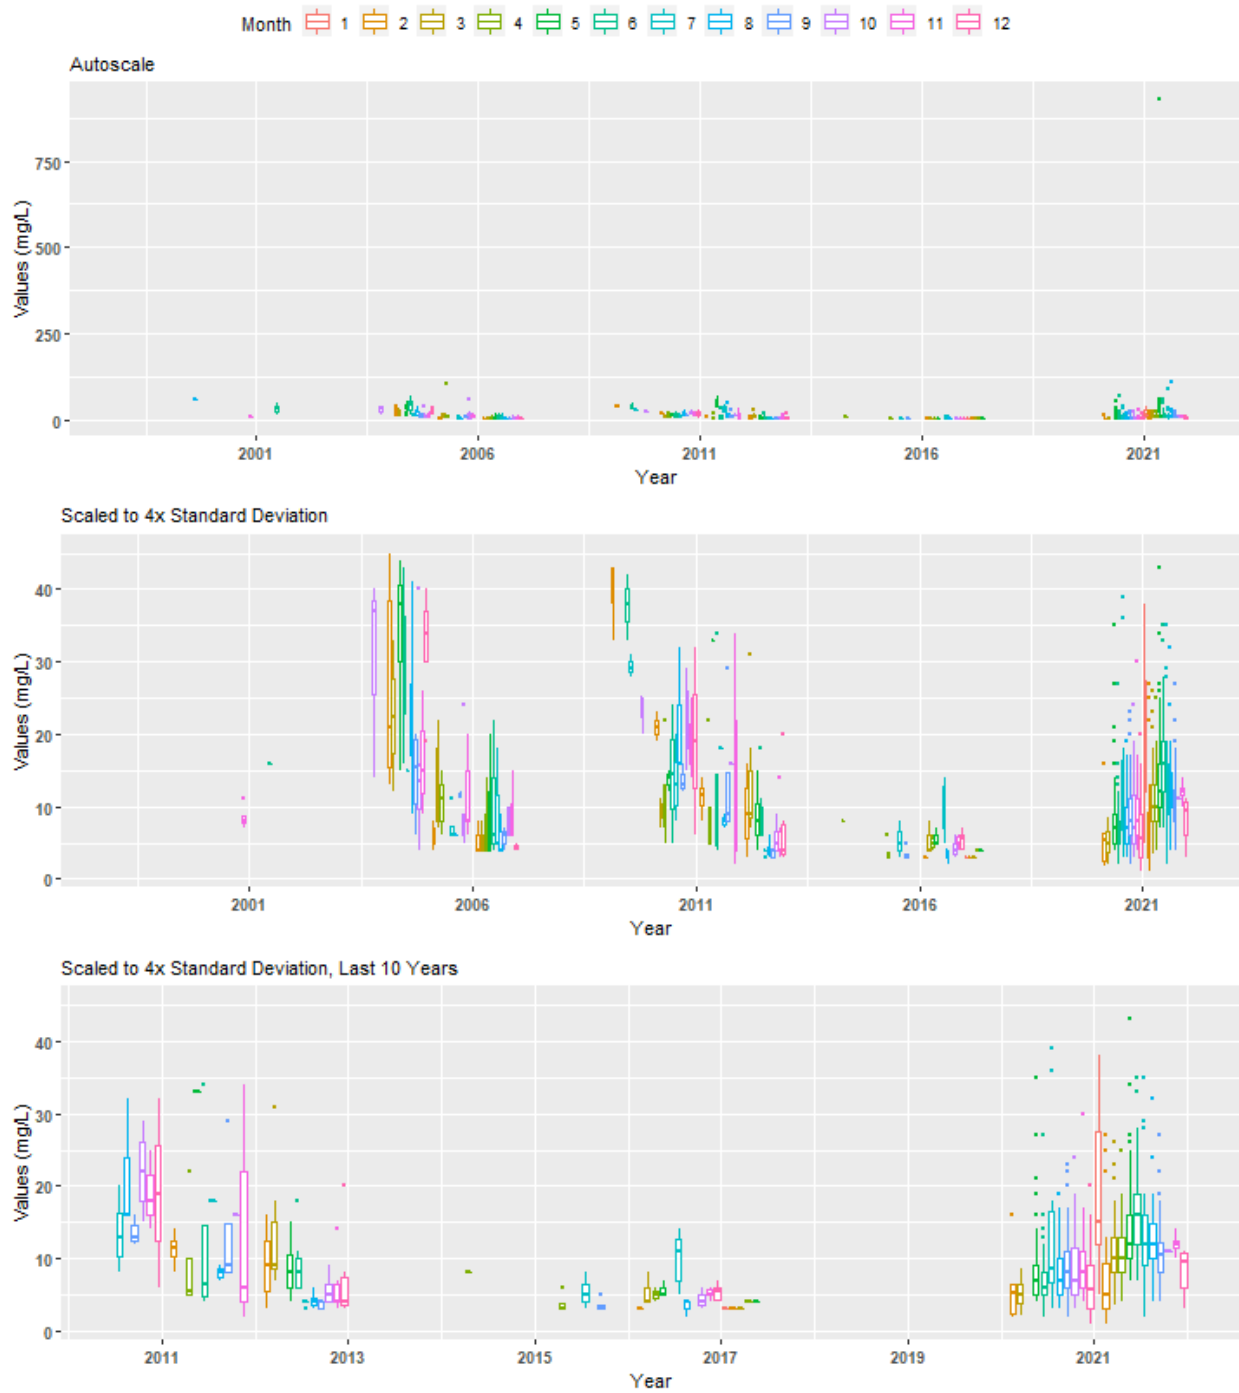 Month 1 2 3 4 5 6 7 8 9 10 11 12
Autoscale
Values (mg/L)
750
500
250
0
2001 2006 2011 2016 2021
Year
Scaled to 4x Standard Deviation
Values (mg/L)
40
30
20
10
0
2001 2006 2011 2016 2021
Year
Scaled to 4x Standard Deviation, Last 10 Years
Values (mg/L)
40
30
20
10
0
2011 2013 2015 2017 2019 2021
Year